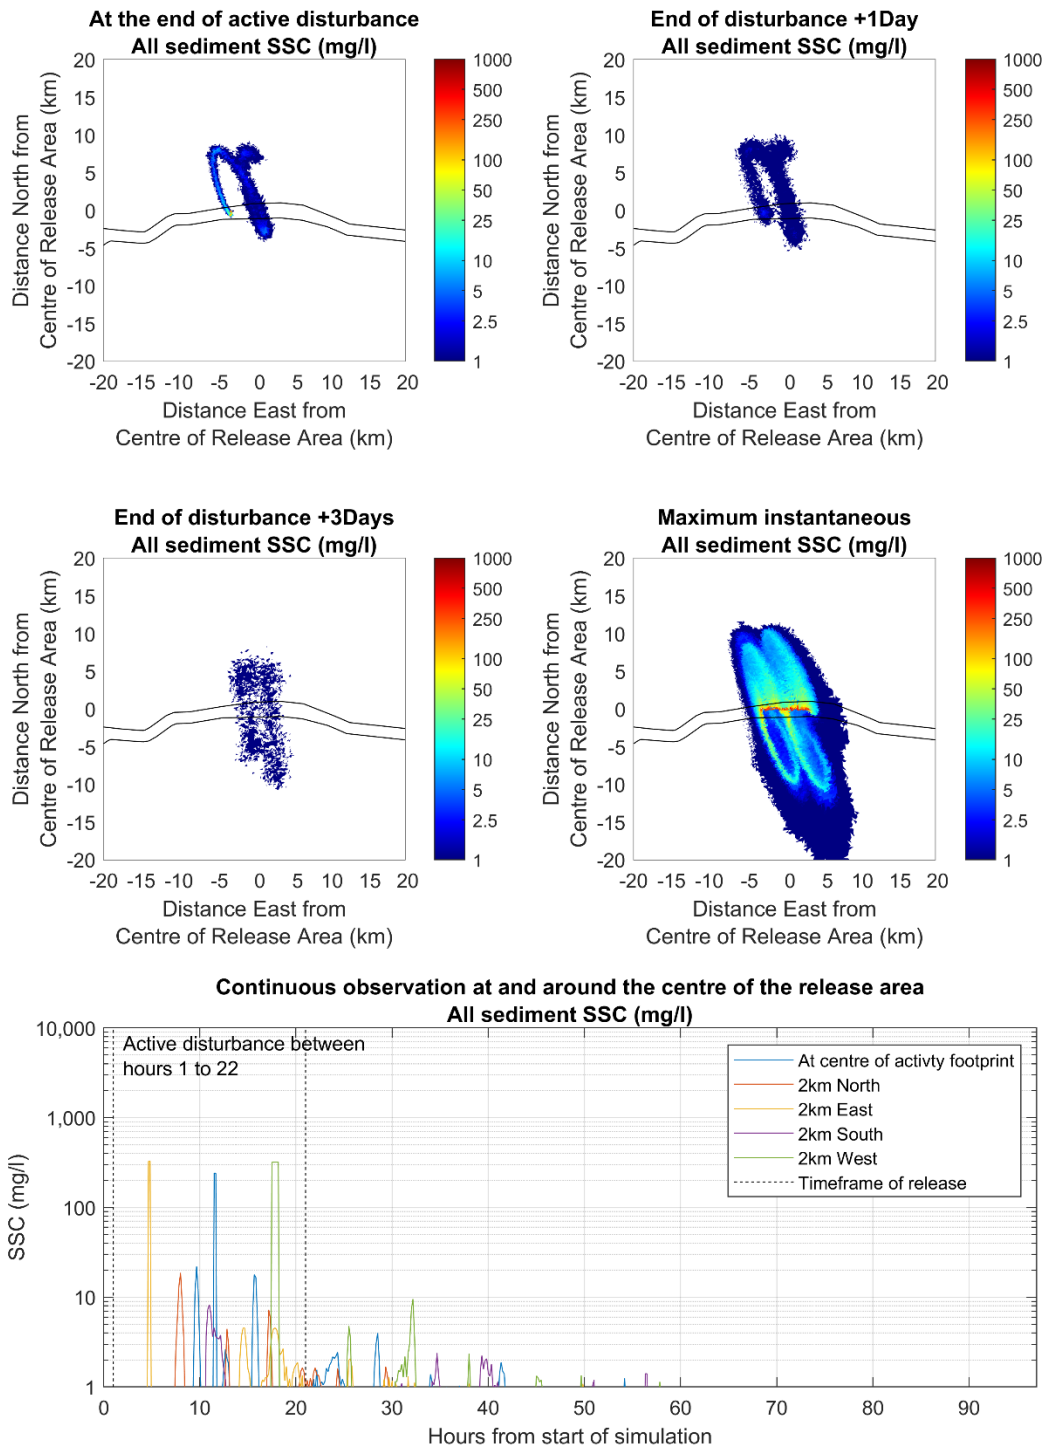 At the end of active disturbance
All sediment SSC (mg/l)
Distance North from
Centre of Release Area (km)
20
15
10
5
0
-5
-10
-15
-20
-20 -15 -10 -5 0 5 10 15 20
Distance East from
Centre of Release Area (km)
1000
500
250
100
50
25
10
5
2.5
1
End of disturbance +1Day
All sediment SSC (mg/l)
Distance North from
Centre of Release Area (km)
20
15
10
5
0
-5
-10
-15
-20
-20 -15 -10 -5 0 5 10 15 20
Distance East from
Centre of Release Area (km)
1000
500
250
100
50
25
10
5
2.5
1
End of disturbance +3Days
All sediment SSC (mg/l)
Distance North from
Centre of Release Area (km)
20
15
10
5
0
-5
-10
-15
-20
-20 -15 -10 -5 0 5 10 15 20
Distance East from
Centre of Release Area (km)
1000
500
250
100
50
25
10
5
2.5
1
Maximum instantaneous
All sediment SSC (mg/l)
Distance North from
Centre of Release Area (km)
20
15
10
5
0
-5
-10
-15
-20
-20 -15 -10 -5 0 5 10 15 20
Distance East from
Centre of Release Area (km)
1000
500
250
100
50
25
10
5
2.5
1
Continuous observation at and around the centre of the release area
All sediment SSC (mg/l)
SSC (mg/l)
10,000
1,000
100
10
1
Active disturbance between
hours 1 to 22
At centre of activty footprint
2km North
2km East
2km South
2km West
Timeframe of release
0 10 20 30 40 50 60 70 80 90
Hours from start of simulation